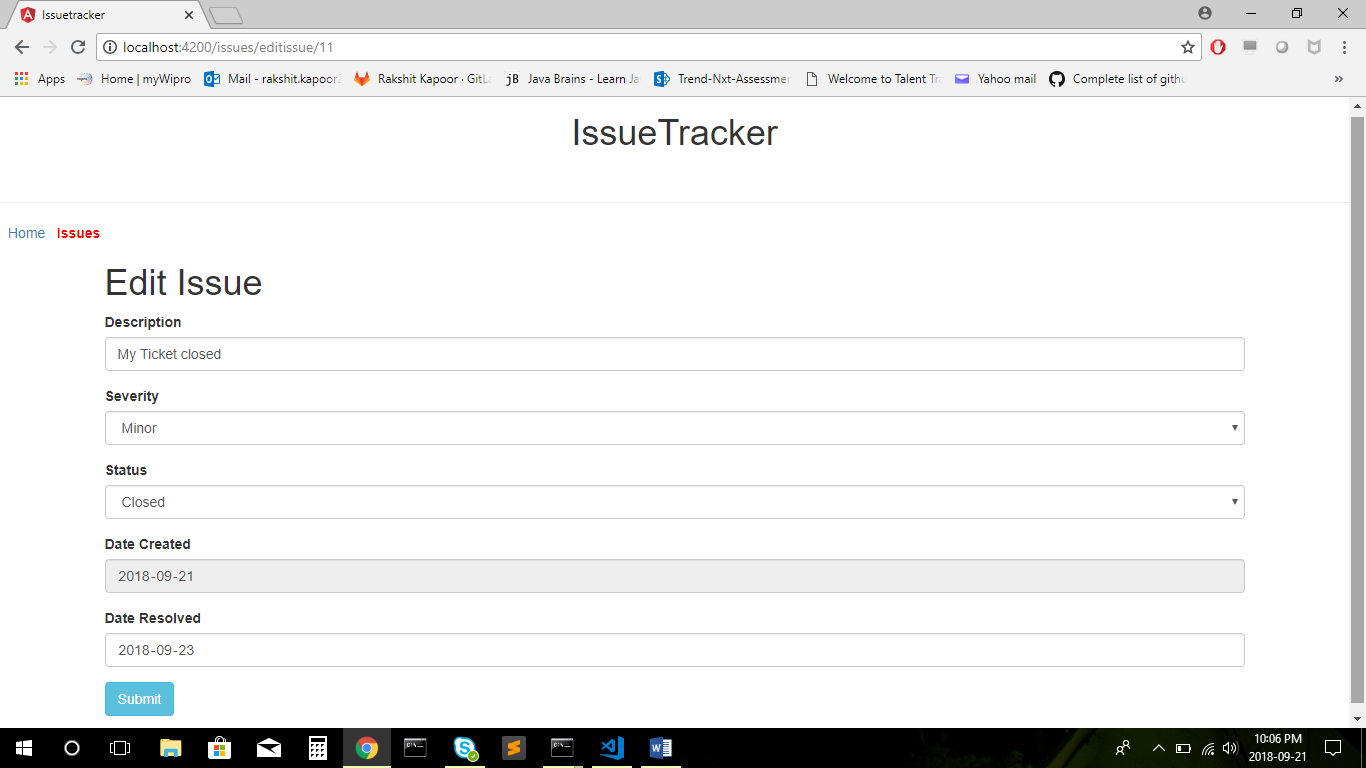 Issuetracker
localhost:4200/issues/editissue/11
Apps Home | myWipro Mail - rakshit.kapoor Rakshit Kapoor · GitL jB Java Brains - Learn Ja Trend-Nxt-Assessmen Welcome to Talent Tr Yahoo mail Complete list of githu »
IssueTracker
Home Issues
Edit Issue
Description
My Ticket closed
Severity
Minor
Status
Closed
Date Created
2018-09-21
Date Resolved
2018-09-23
Submit
10:06 PM
2018-09-21